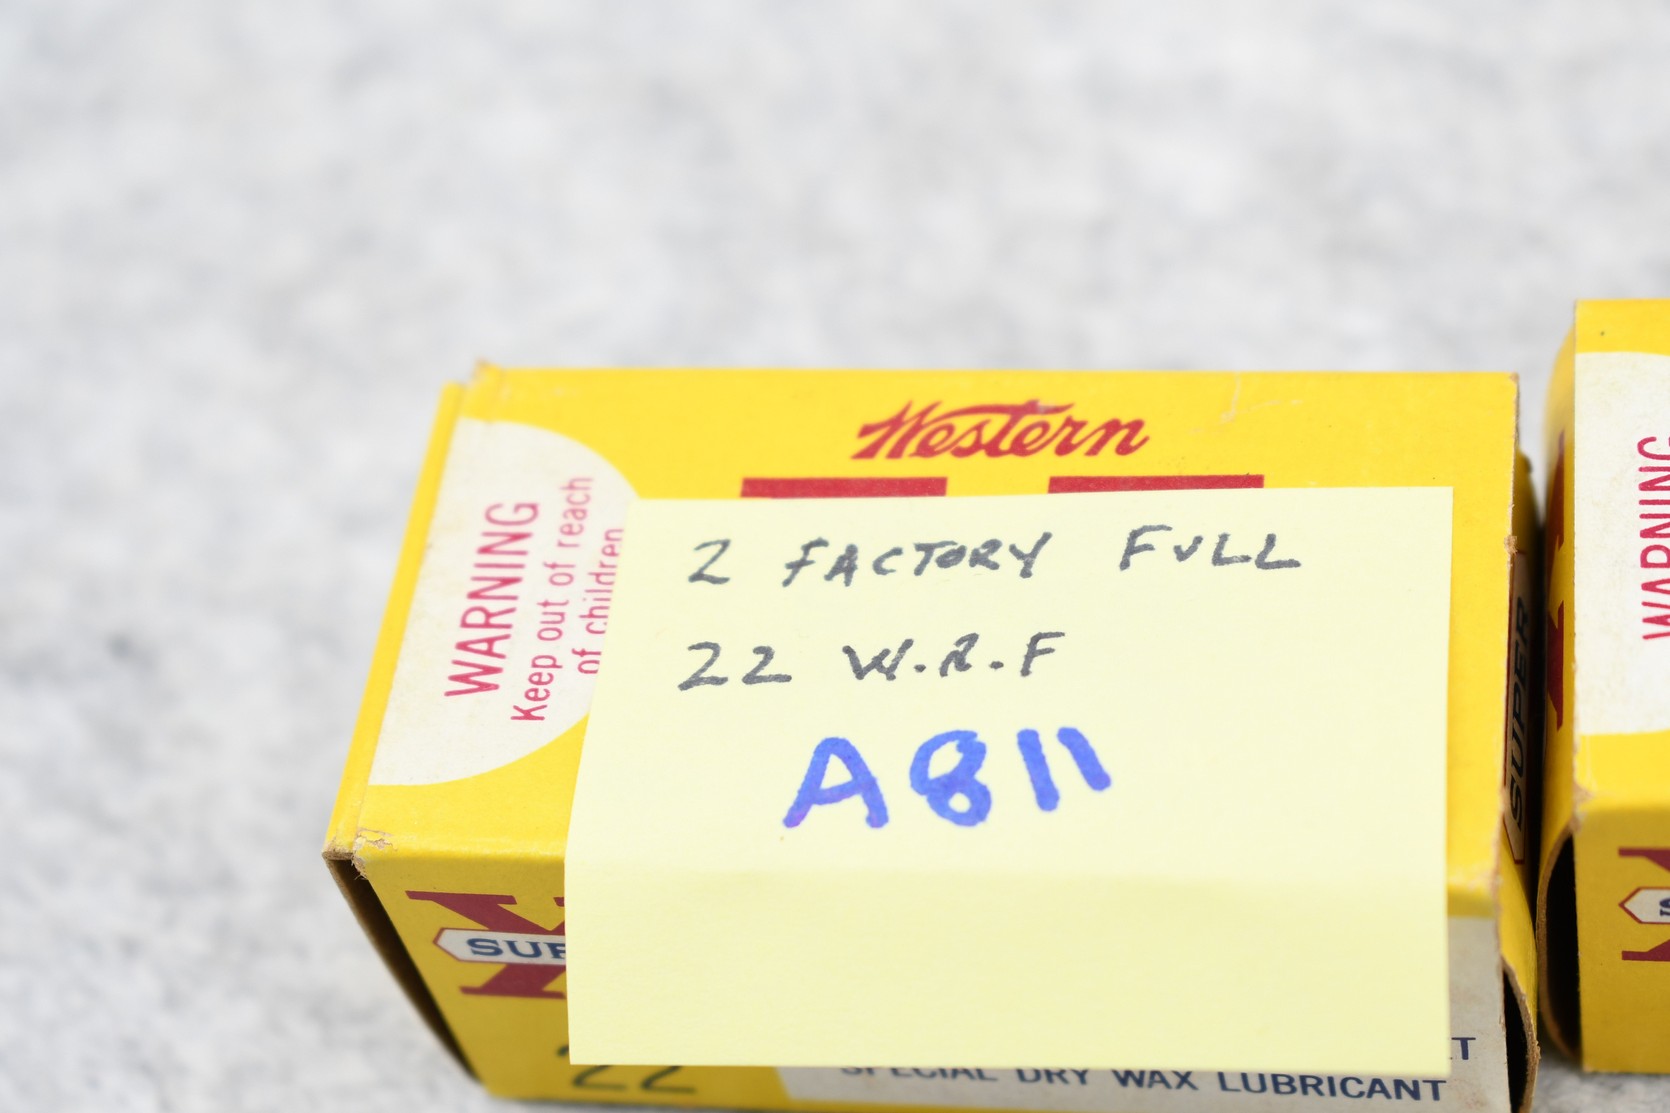 Western
WARNING
Keep out of reach
of children
2 FACTORY FULL
22 W.R.F
A811
SUPER
WARNING
22
SPECIAL DRY WAX LUBRICANT